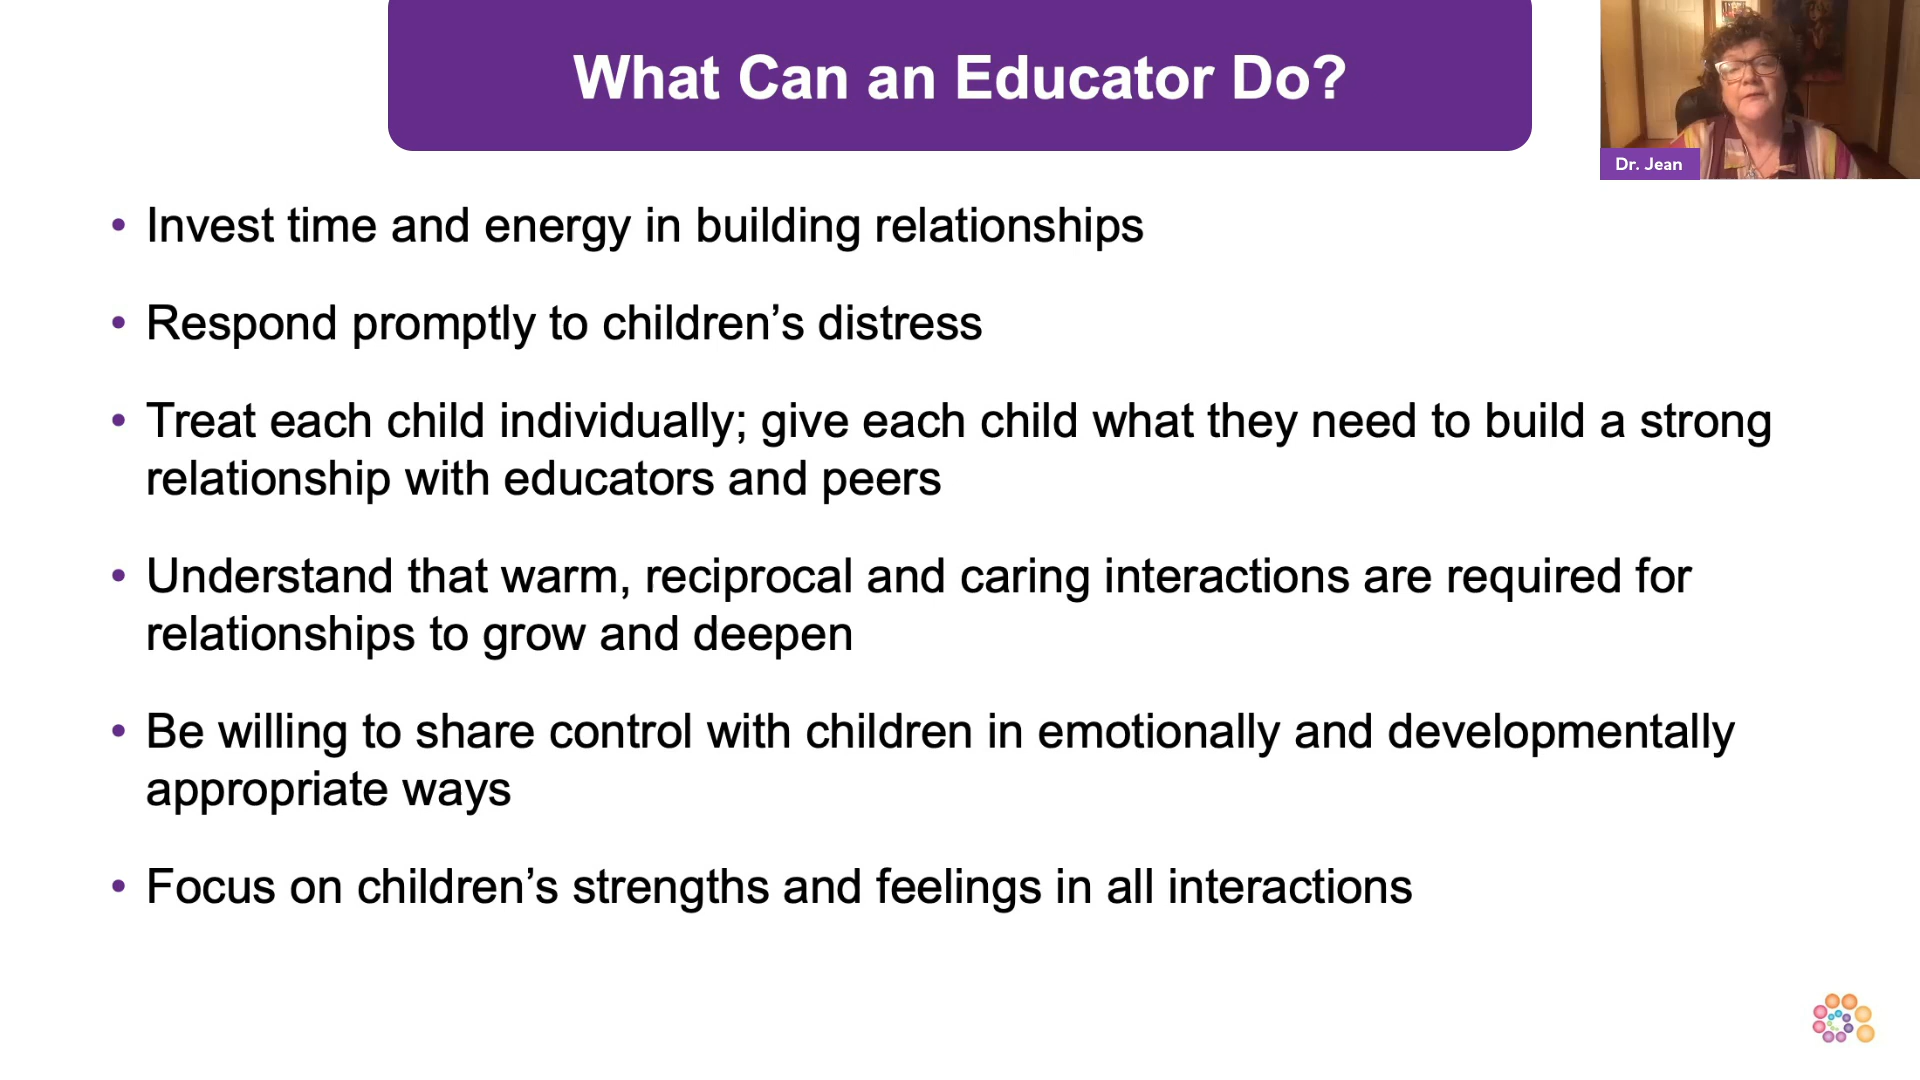 What Can an Educator Do?
Dr. Jean
• Invest time and energy in building relationships
• Respond promptly to children’s distress
• Treat each child individually; give each child what they need to build a strong
relationship with educators and peers
• Understand that warm, reciprocal and caring interactions are required for
relationships to grow and deepen
• Be willing to share control with children in emotionally and developmentally
appropriate ways
• Focus on children’s strengths and feelings in all interactions